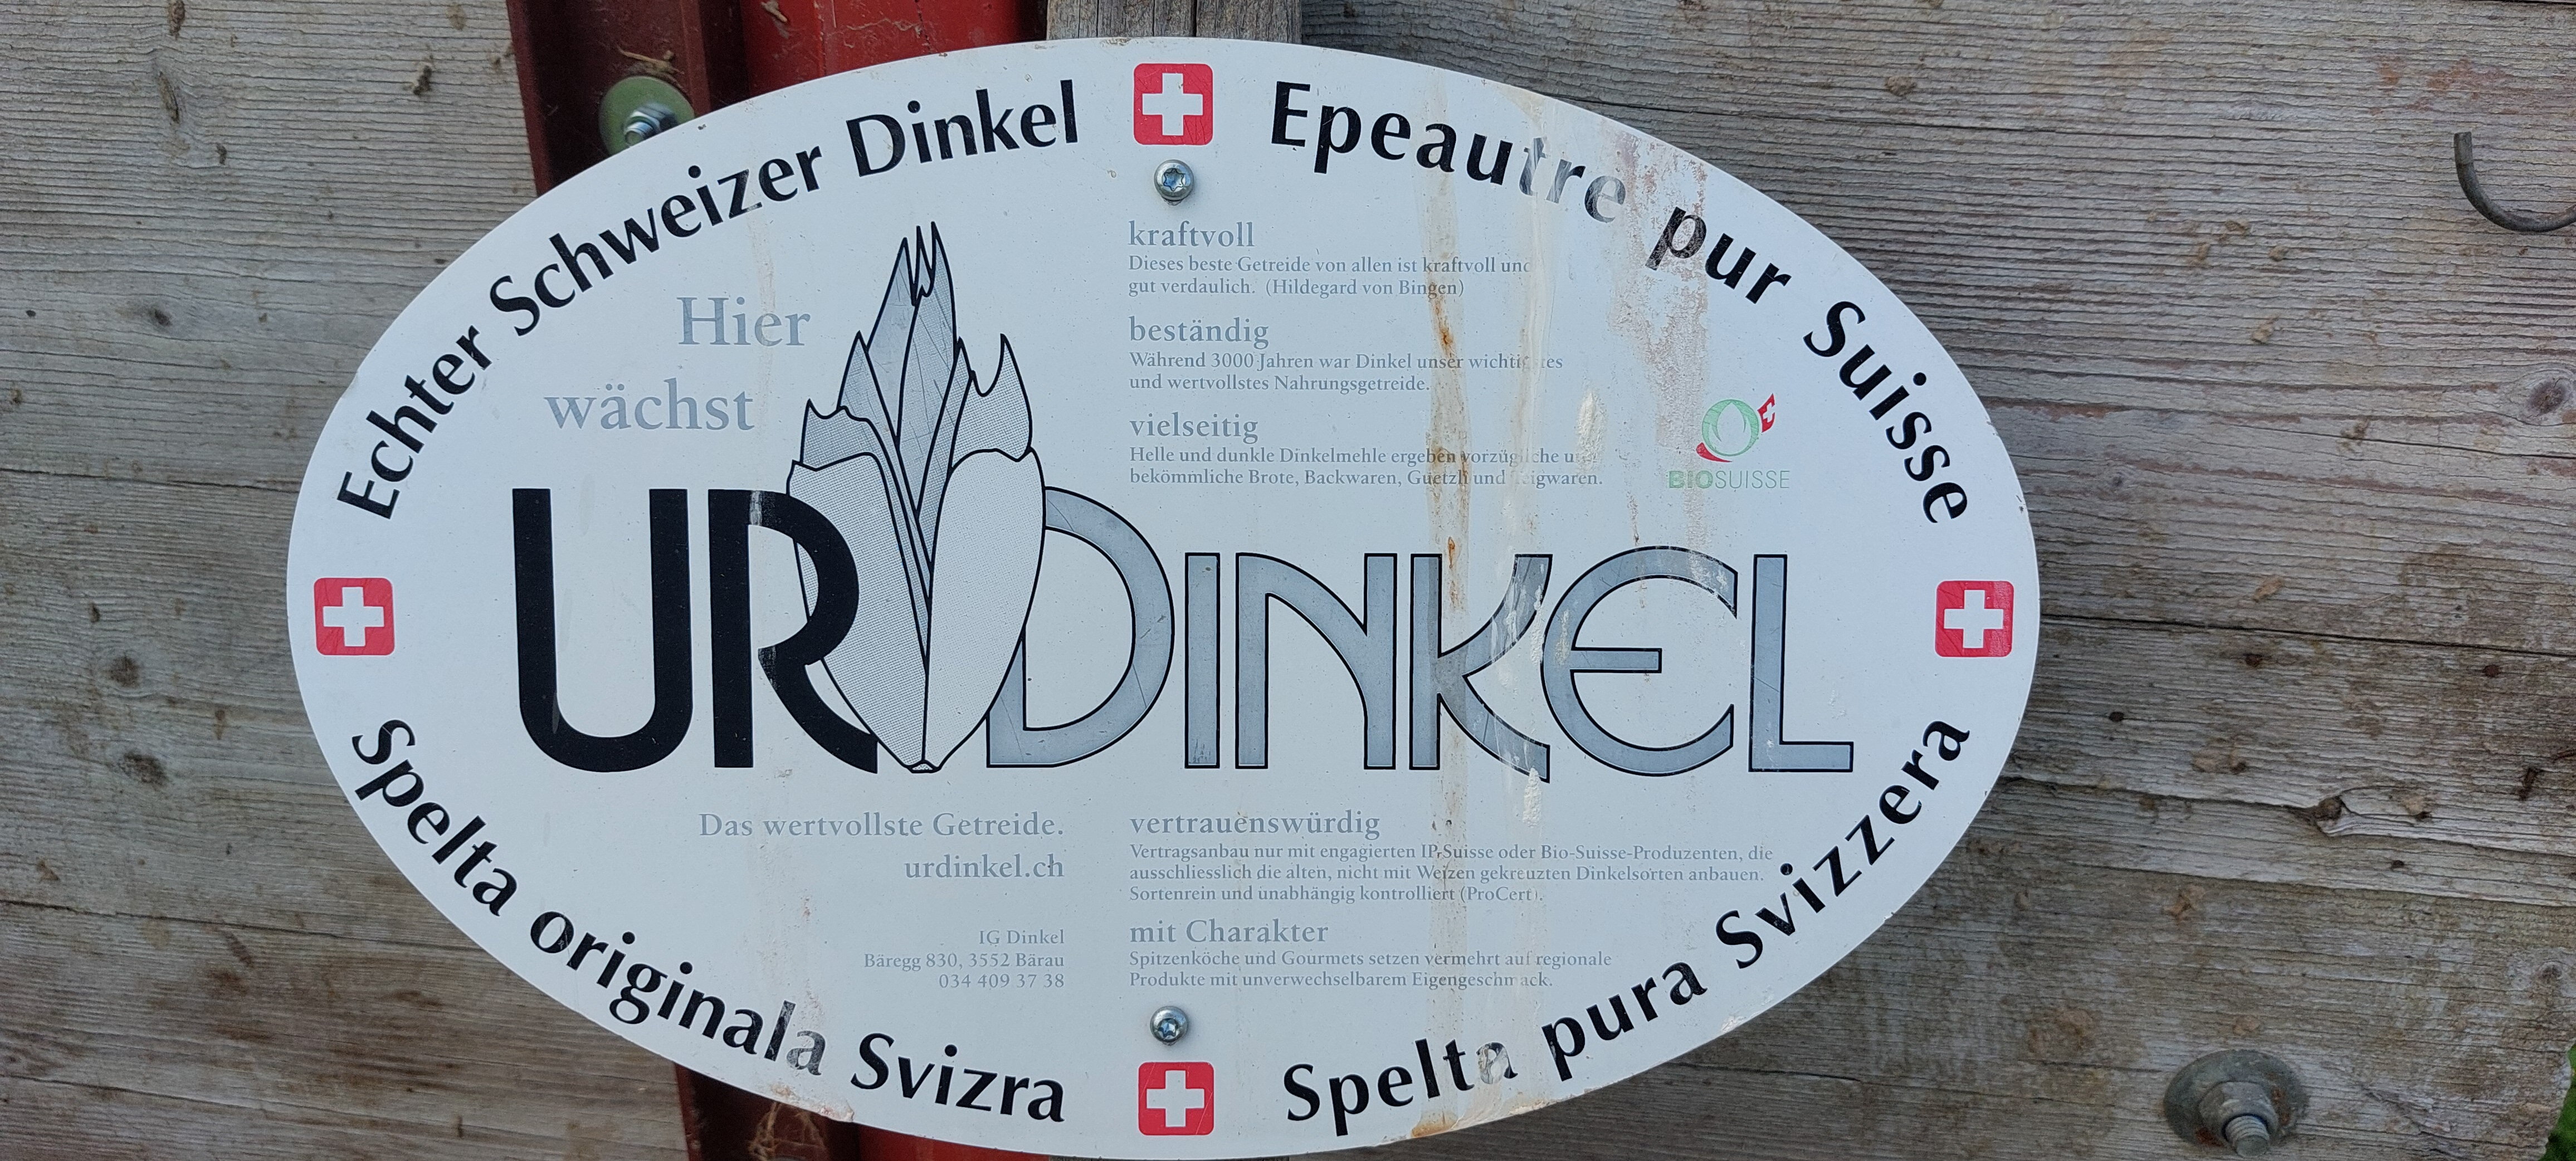 Echter Schweizer Dinkel
Epeautre pur Suisse
Hier
wächst
kraftvoll
Dieses beste Getreide von allen ist kraftvoll und
gut verdaulich. (Hildegard von Bingen)
beständig
Während 3000 Jahren war Dinkel unser wichtigstes
und wertvollstes Nahrungsgetreide.
vielseitig
Helle und dunkle Dinkelmehle ergeben vorzügliche und
bekömmliche Brote, Backwaren, Guetzli und Teigwaren.
BIOSUISSE
URDINKEL
Das wertvollste Getreide.
urdinkel.ch
IG Dinkel
Bäregg 830, 3552 Bärau
034 409 37 38
vertrauenswürdig
Vertragsanbau nur mit engagierten IP-Suisse oder Bio-Suisse-Produzenten, die
ausschliesslich die alten, nicht mit Weizen gekreuzten Dinkelsorten anbauen.
Sortenrein und unabhängig kontrolliert (ProCert).
mit Charakter
Spitzenköche und Gourmets setzen vermehrt auf regionale
Produkte mit unverwechselbarem Eigengeschmack.
Spelta originala Svizra
Spelta pura Svizzera